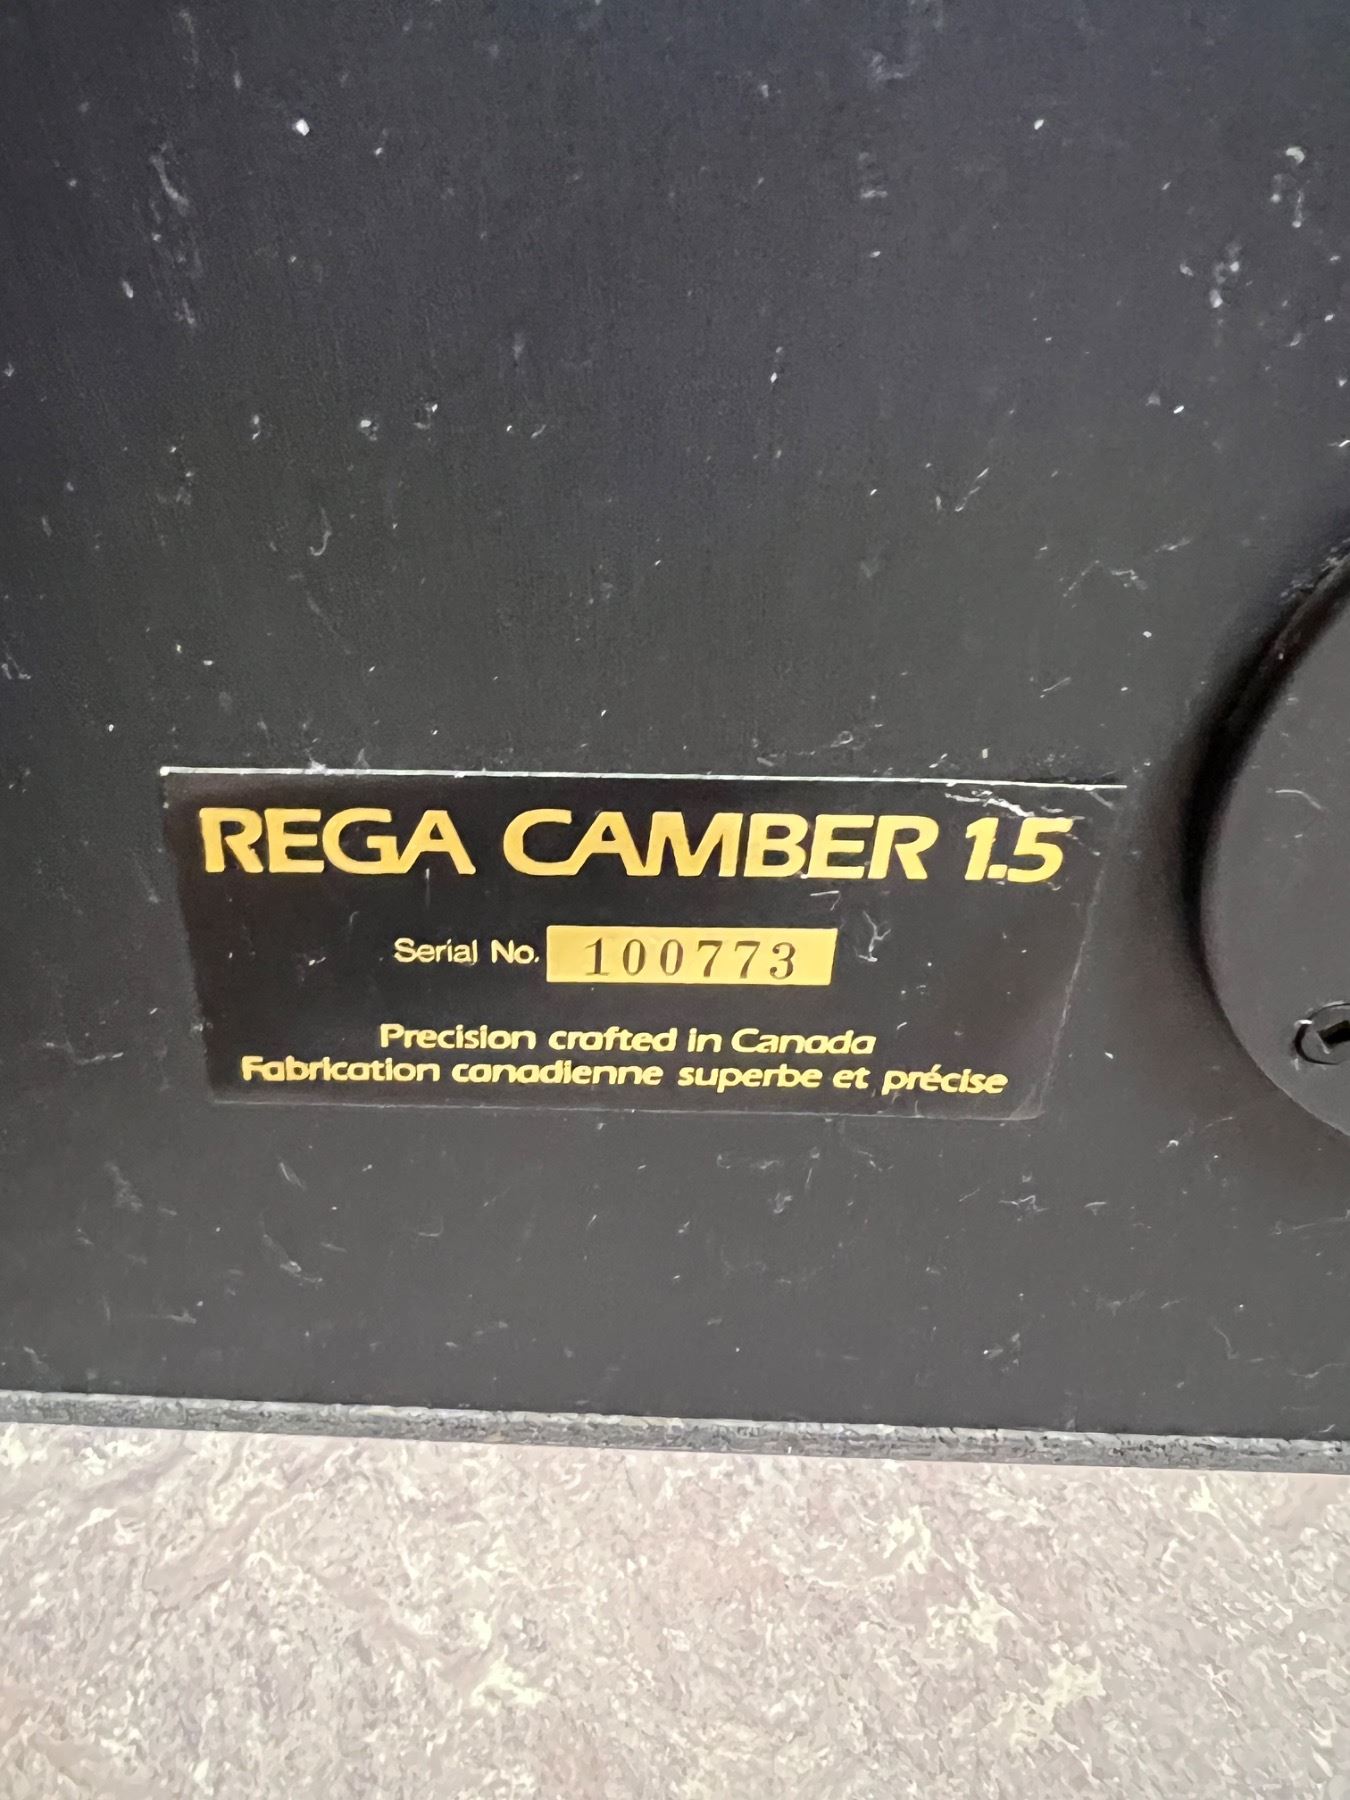 REGA CAMBER 1.5
Serial No. 100773
Precision crafted in Canada
Fabrication canadienne superbe et précise